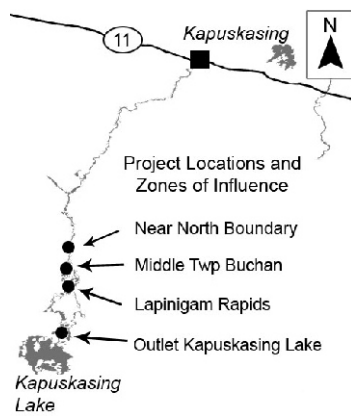 Kapuskasing
N
11
Project Locations and
Zones of Influence
Near North Boundary
Middle Twp Buchan
Lapinigam Rapids
Outlet Kapuskasing Lake
Kapuskasing
Lake